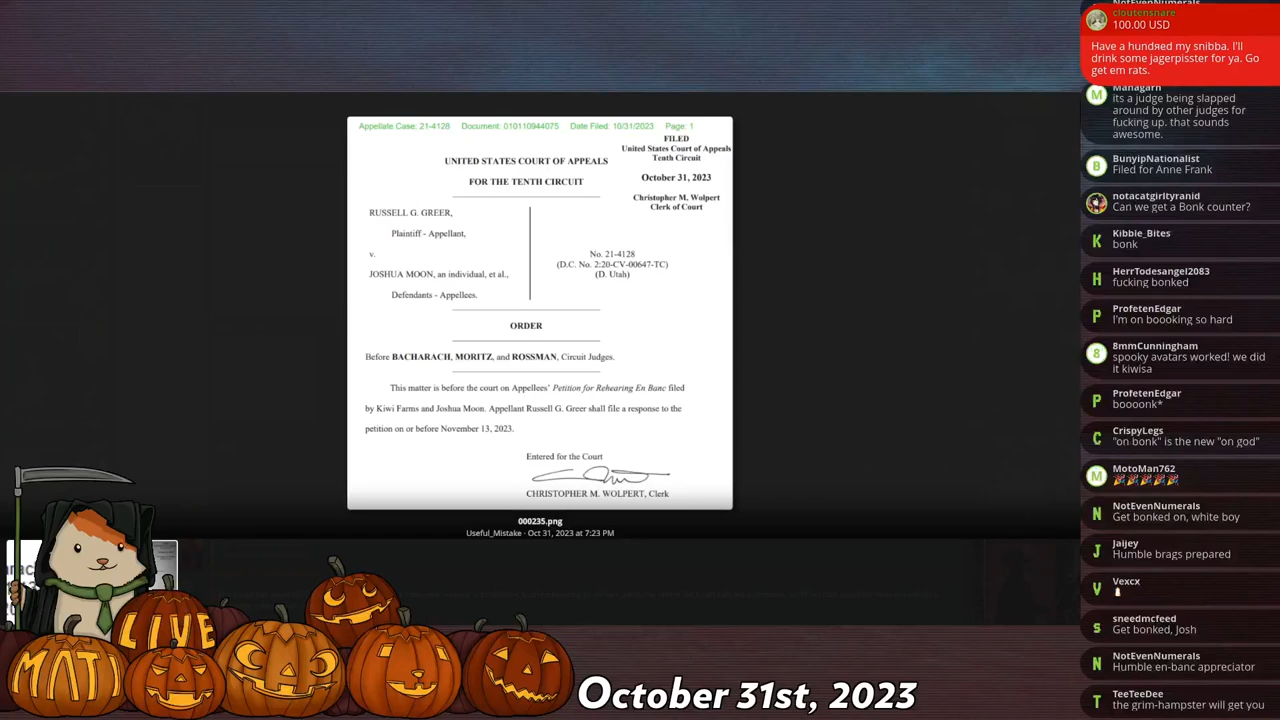 Appellate Case: 21-4128 Document: 010110944075 Date Filed: 10/31/2023 Page: 1
FILED
United States Court of Appeals
Tenth Circuit
October 31, 2023
Christopher M. Wolpert
Clerk of Court
UNITED STATES COURT OF APPEALS
FOR THE TENTH CIRCUIT
RUSSELL G. GREER,
Plaintiff - Appellant,
v.
JOSHUA MOON, an individual, et al.,
Defendants - Appellees.
No. 21-4128
(D.C. No. 2:20-CV-00647-TC)
(D. Utah)
ORDER
Before BACHARACH, MORITZ, and ROSSMAN, Circuit Judges.
This matter is before the court on Appellees' Petition for Rehearing En Banc filed
by Kiwi Farms and Joshua Moon. Appellant Russell G. Greer shall file a response to the
petition on or before November 13, 2023.
Entered for the Court
CHRISTOPHER M. WOLPERT, Clerk
000235.png
Useful_Mistake · Oct 31, 2023 at 7:23 PM
MATI
LIVE
October 31st, 2023
NotEvenNumerals
cloutensnare
100.00 USD
Have a hundred my snibba. I'll
drink some jagerpisster for ya. Go
get em rats.
Managarn
its a judge being slapped
by other judges for
fucking up. that sounds
awesome.
BunyipNationalist
Filed for Anne Frank
Can we get a Bonk counter?
Kibble_Bites
bonk
HerrTodesangel2083
fucking bonked
ProfetenEdgar
I'm on boooking so hard
8mmCunningham
spooky avatars worked! we did
it kiwisa
ProfetenEdgar
boooonk*
CrispyLegs
"on bonk" is the new "on god"
MotoMan762
NotEvenNumerals
Get bonked on, white boy
Jaijey
Humble brags prepared
Vexcx
sneedmcfeed
Get bonked, Josh
NotEvenNumerals
Humble en-banc appreciator
TeeTeeDee
the grim-hampster will get you